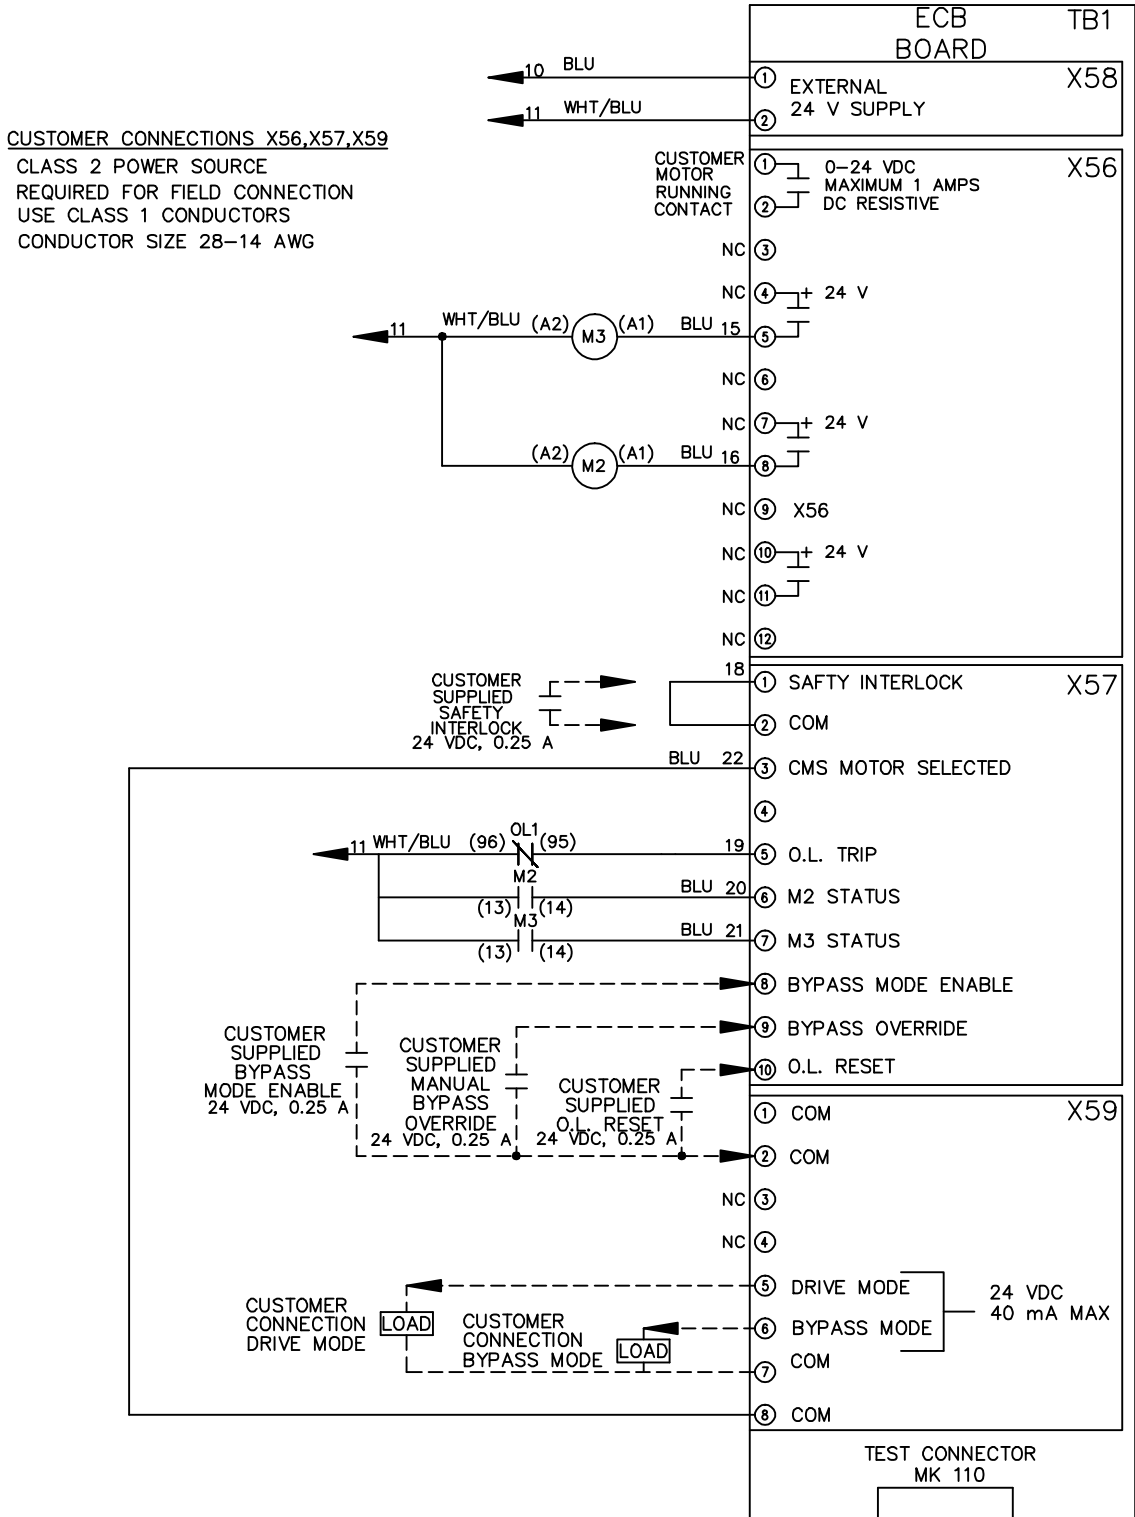 ECB TB1
BOARD
10 BLU
1 EXTERNAL X58
11 WHT/BLU
2 24 V SUPPLY
CUSTOMER CONNECTIONS X56,X57,X59
CLASS 2 POWER SOURCE
REQUIRED FOR FIELD CONNECTION
USE CLASS 1 CONDUCTORS
CONDUCTOR SIZE 28-14 AWG
CUSTOMER
MOTOR
RUNNING
CONTACT
1
2
0-24 VDC
MAXIMUM 1 AMPS
DC RESISTIVE
X56
NC 3
NC 4 + 24 V
11 WHT/BLU (A2) M3 (A1) BLU 15 5
NC 6
NC 7 + 24 V
(A2) M2 (A1) BLU 16 8
NC 9 X56
NC 10 + 24 V
NC 11
NC 12
CUSTOMER
SUPPLIED
SAFETY
INTERLOCK
24 VDC, 0.25 A
18 1 SAFTY INTERLOCK X57
2 COM
BLU 22 3 CMS MOTOR SELECTED
4
11 WHT/BLU (96) OL1 (95) 19 5 O.L. TRIP
M2
(13) (14) BLU 20 6 M2 STATUS
M3
(13) (14) BLU 21 7 M3 STATUS
8 BYPASS MODE ENABLE
9 BYPASS OVERRIDE
10 O.L. RESET
CUSTOMER
SUPPLIED
BYPASS
MODE ENABLE
24 VDC, 0.25 A
CUSTOMER
SUPPLIED
MANUAL
BYPASS
OVERRIDE
24 VDC, 0.25 A
CUSTOMER
SUPPLIED
O.L. RESET
24 VDC, 0.25 A
1 COM X59
2 COM
NC 3
NC 4
5 DRIVE MODE
6 BYPASS MODE
24 VDC
40 mA MAX
CUSTOMER
CONNECTION
DRIVE MODE
LOAD
CUSTOMER
CONNECTION
BYPASS MODE
LOAD
7 COM
8 COM
TEST CONNECTOR
MK 110